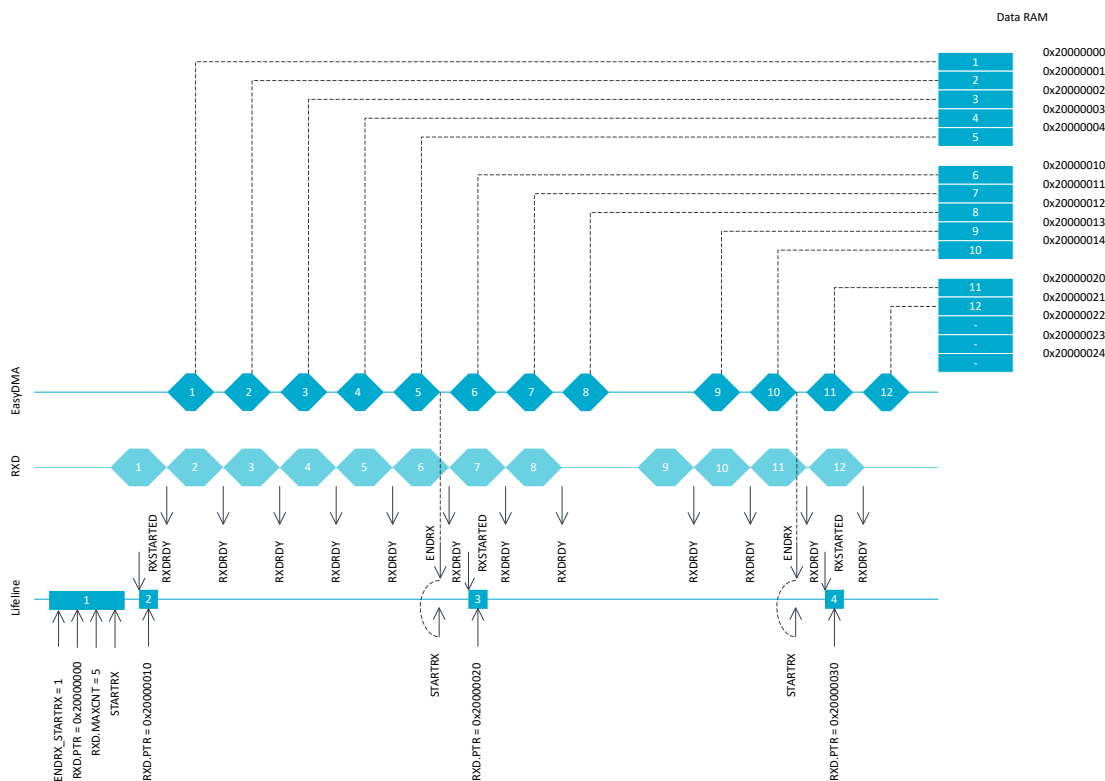 Data RAM
0x20000000
1
0x20000001
2
0x20000002
3
0x20000003
4
0x20000004
5
0x20000010
6
0x20000011
7
0x20000012
8
0x20000013
9
0x20000014
10
0x20000020
11
0x20000021
12
0x20000022
-
0x20000023
-
0x20000024
-
EasyDMA
1 2 3 4 5 6 7 8 9 10 11 12
RXD
1 2 3 4 5 6 7 8 9 10 11 12
RXSTARTED
RXDRDY
RXDRDY
RXDRDY
RXDRDY
RXDRDY
ENDRX
RXDRDY
RXSTARTED
RXDRDY
RXDRDY
RXDRDY
RXDRDY
ENDRX
RXDRDY
RXSTARTED
RXDRDY
Lifeline
1 2 3 4
ENDRX_STARTRX = 1
RXD.PTR = 0x20000000
RXD.MAXCNT = 5
STARTRX
RXD.PTR = 0x20000010
STARTRX
RXD.PTR = 0x20000020
STARTRX
RXD.PTR = 0x20000030